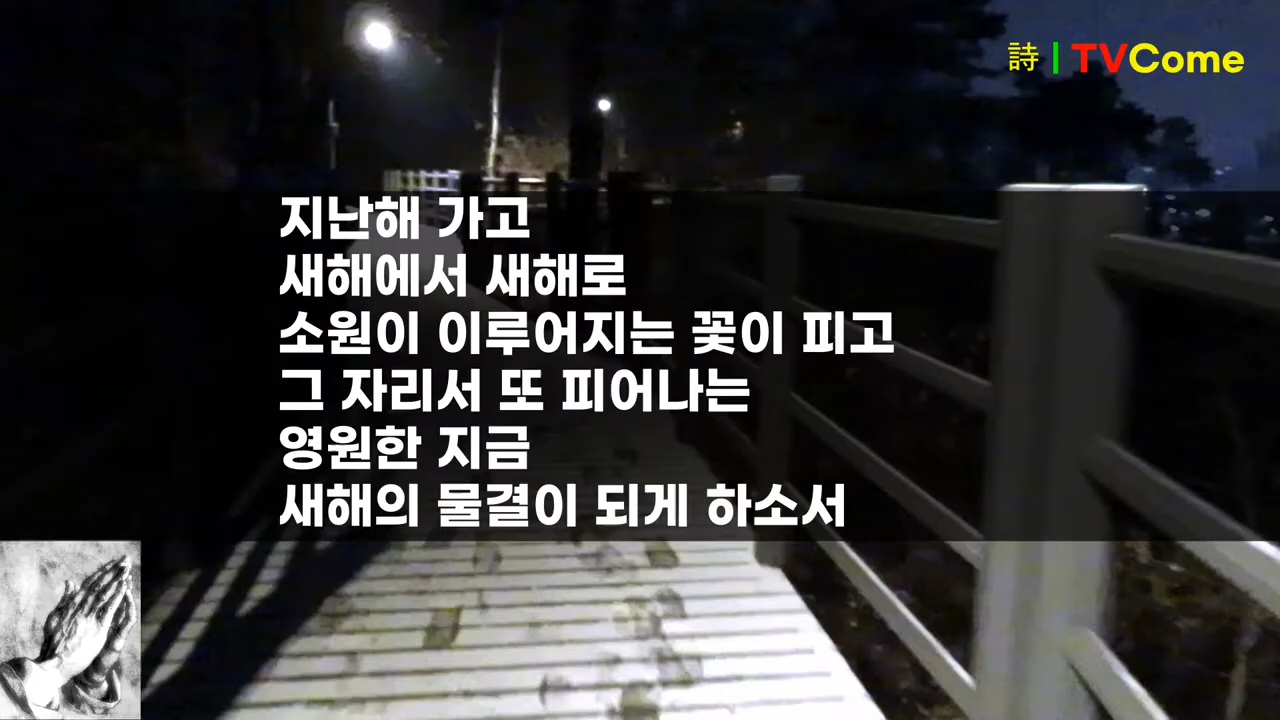 詩 | TVCome
지난해 가고
새해에서 새해로
소원이 이루어지는 꽃이 피고
그 자리서 또 피어나는
영원한 지금
새해의 물결이 되게 하소서